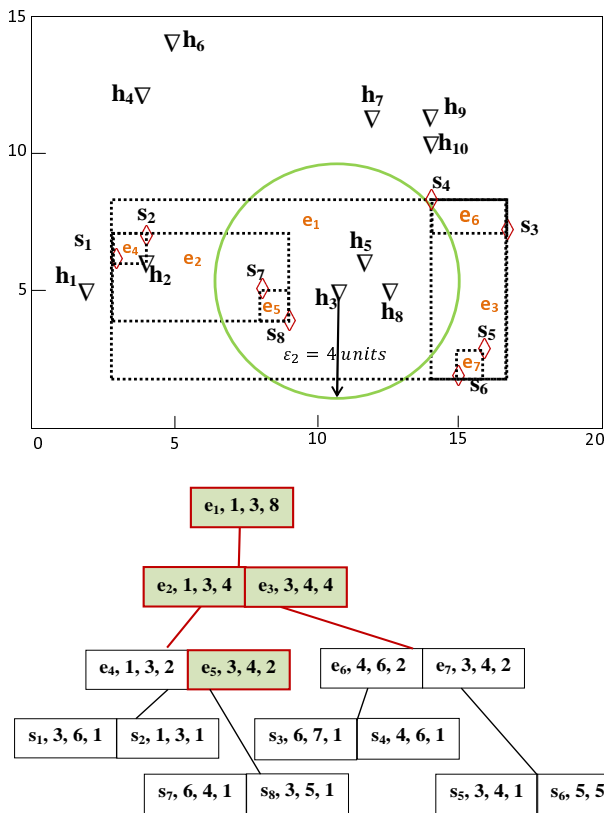 15
h₆
h₄
h₇
h₉
h₁₀
10
s₄
s₂
e₁
e₆
s₃
s₁
e₄
e₂
h₅
h₂
s₇
h₁
5
e₅
h₃
h₈
e₃
s₈
s₅
ε₂ = 4 units
e₇
s₆
0
5
10
15
20
e₁, 1, 3, 8
e₂, 1, 3, 4
e₃, 3, 4, 4
e₄, 1, 3, 2
e₅, 3, 4, 2
e₆, 4, 6, 2
e₇, 3, 4, 2
s₁, 3, 6, 1
s₂, 1, 3, 1
s₃, 6, 7, 1
s₄, 4, 6, 1
s₇, 6, 4, 1
s₈, 3, 5, 1
s₅, 3, 4, 1
s₆, 5, 5